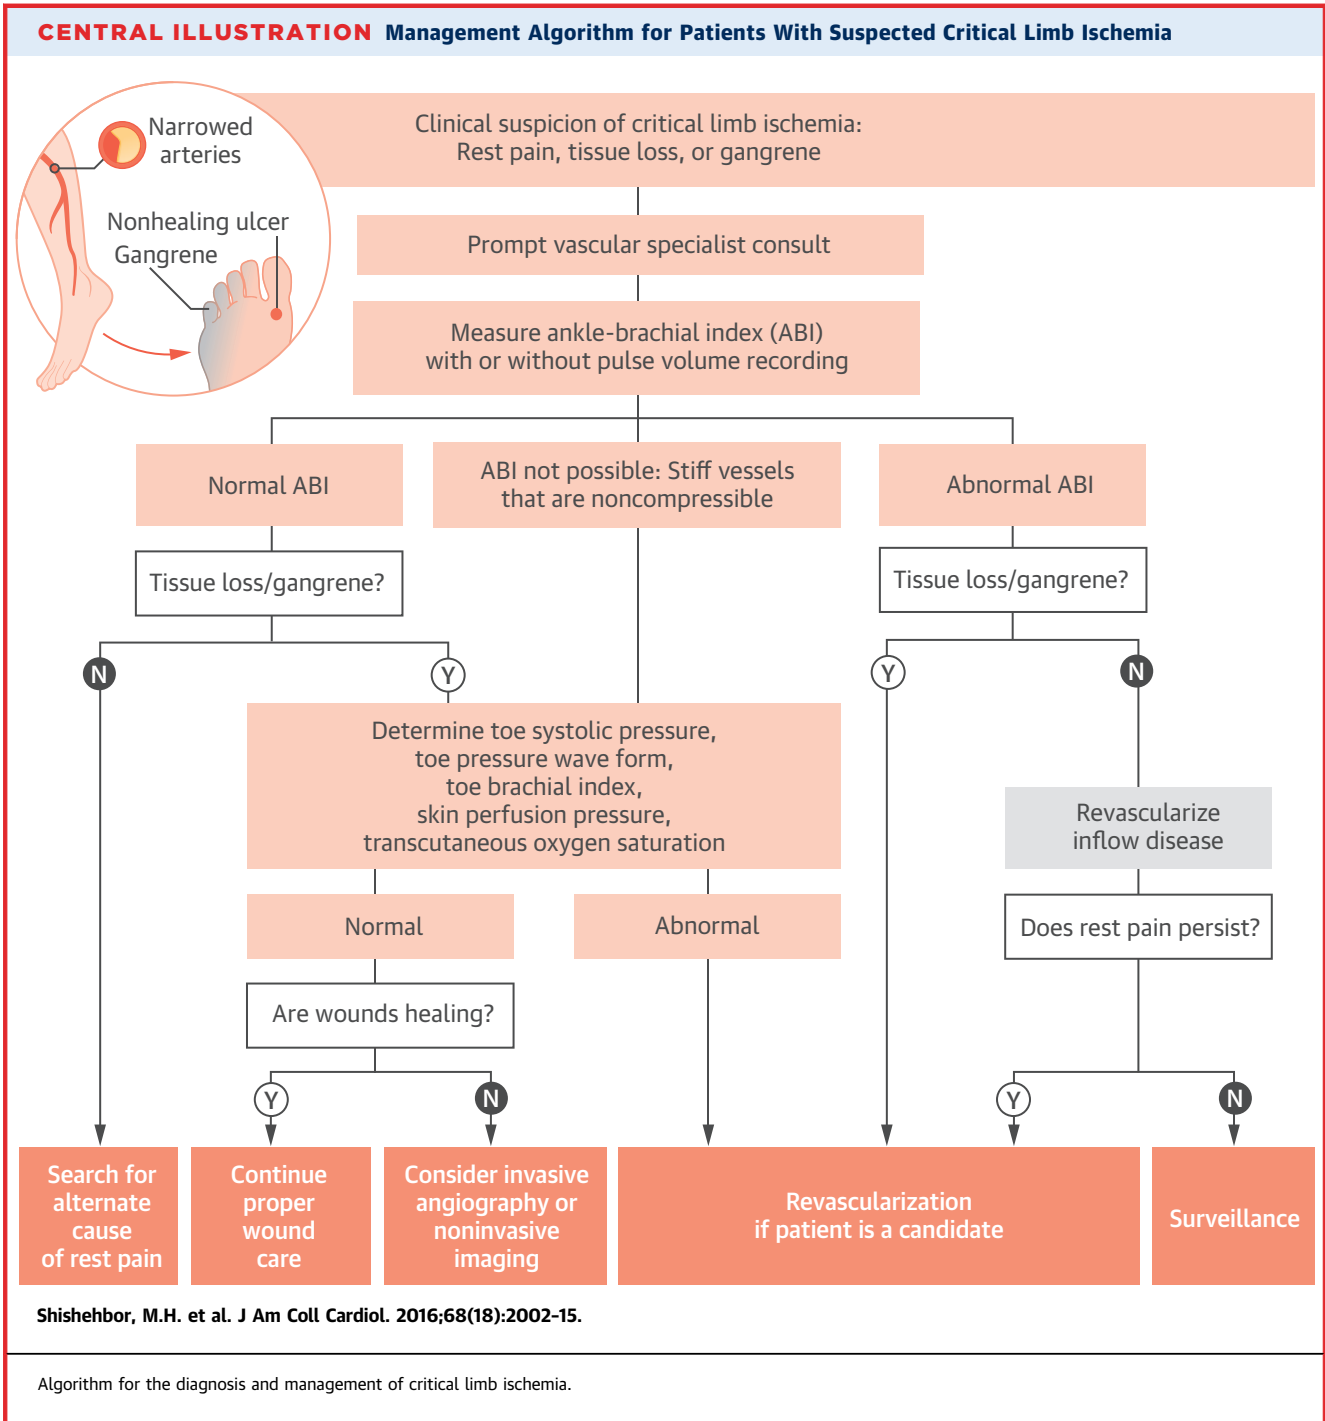 CENTRAL ILLUSTRATION Management Algorithm for Patients With Suspected Critical Limb Ischemia
Narrowed
arteries
Nonhealing ulcer
Gangrene
Clinical suspicion of critical limb ischemia:
Rest pain, tissue loss, or gangrene
Prompt vascular specialist consult
Measure ankle-brachial index (ABI)
with or without pulse volume recording
Normal ABI
ABI not possible: Stiff vessels
that are noncompressible
Abnormal ABI
Tissue loss/gangrene?
Tissue loss/gangrene?
N
Y
Y
N
Determine toe systolic pressure,
toe pressure wave form,
toe brachial index,
skin perfusion pressure,
transcutaneous oxygen saturation
Revascularize
inflow disease
Normal
Abnormal
Does rest pain persist?
Are wounds healing?
Y
N
Y
N
Search for
alternate
cause
of rest pain
Continue
proper
wound
care
Consider invasive
angiography or
noninvasive
imaging
Revascularization
if patient is a candidate
Surveillance
Shishehbor, M.H. et al. J Am Coll Cardiol. 2016;68(18):2002–15.
Algorithm for the diagnosis and management of critical limb ischemia.